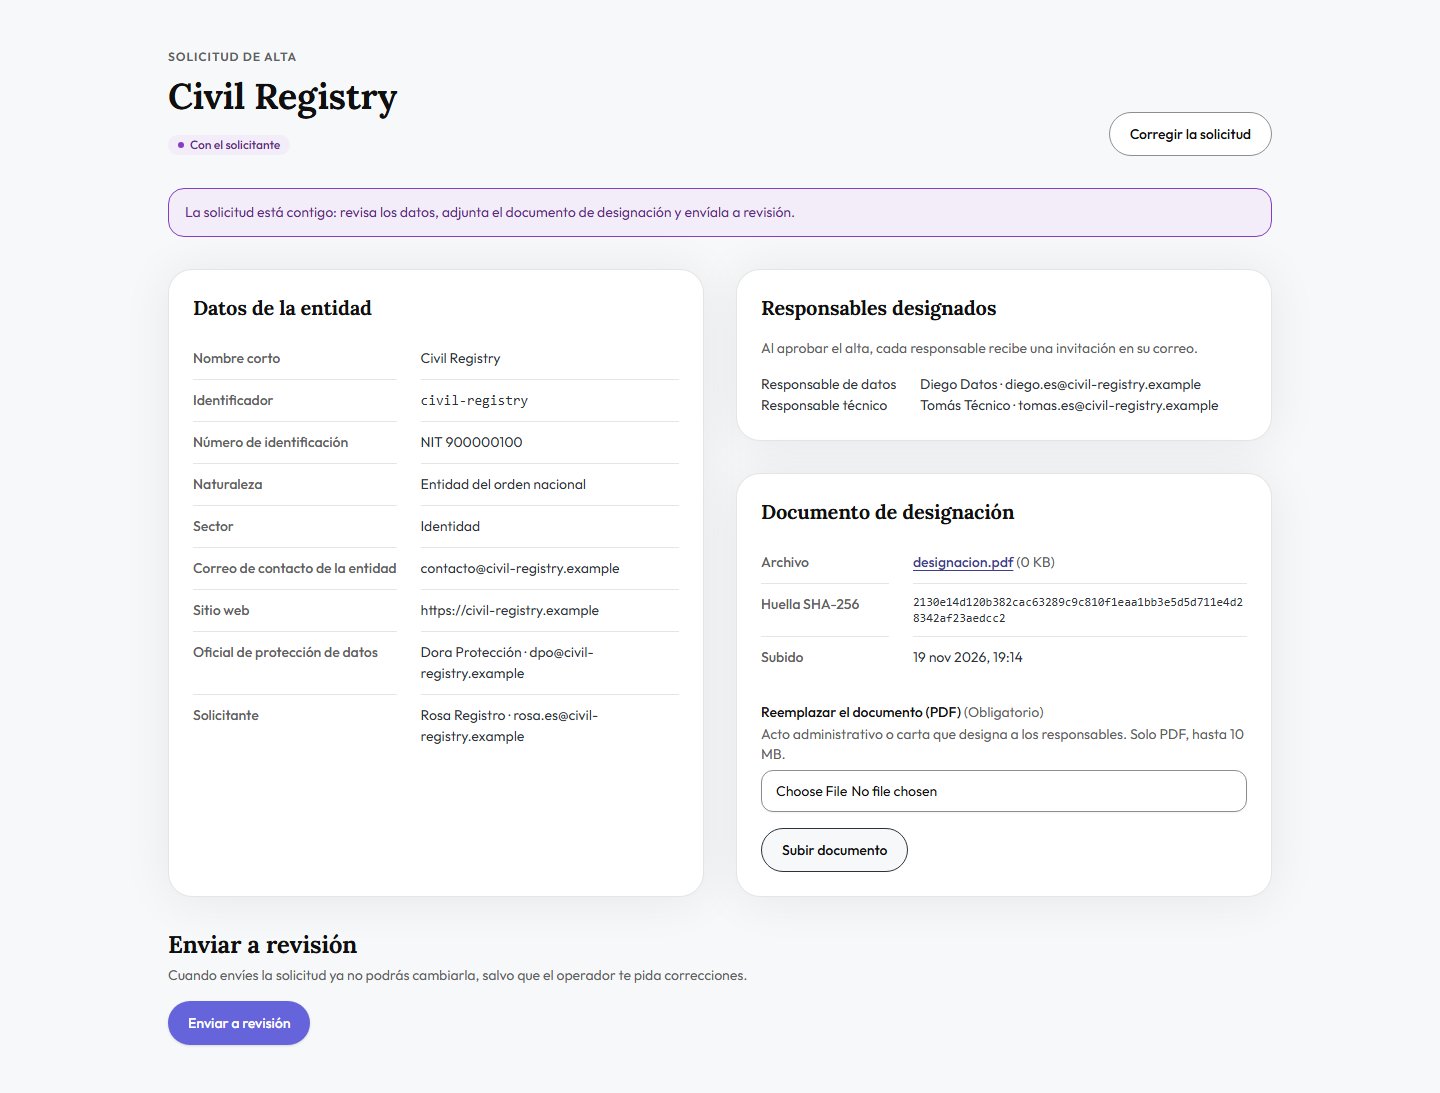 SOLICITUD DE ALTA
Civil Registry
Con el solicitante
Corregir la solicitud
La solicitud está contigo: revisa los datos, adjunta el documento de designación y envíala a revisión.
Datos de la entidad
Nombre corto Civil Registry
Identificador civil-registry
Número de identificación NIT 900000100
Naturaleza Entidad del orden nacional
Sector Identidad
Correo de contacto de la entidad contacto@civil-registry.example
Sitio web https://civil-registry.example
Oficial de protección de datos Dora Protección · dpo@civil-
registry.example
Solicitante Rosa Registro · rosa.es@civil-
registry.example
Responsables designados
Al aprobar el alta, cada responsable recibe una invitación en su correo.
Responsable de datos Diego Datos · diego.es@civil-registry.example
Responsable técnico Tomás Técnico · tomas.es@civil-registry.example
Documento de designación
Archivo designacion.pdf (0 KB)
Huella SHA-256 2130e14d120b382cac63289c9c810f1eaa1bb3e5d5d711e4d2
8342af23aedcc2
Subido 19 nov 2026, 19:14
Reemplazar el documento (PDF) (Obligatorio)
Acto administrativo o carta que designa a los responsables. Solo PDF, hasta 10
MB.
Choose File No file chosen
Subir documento
Enviar a revisión
Cuando envíes la solicitud ya no podrás cambiarla, salvo que el operador te pida correcciones.
Enviar a revisión